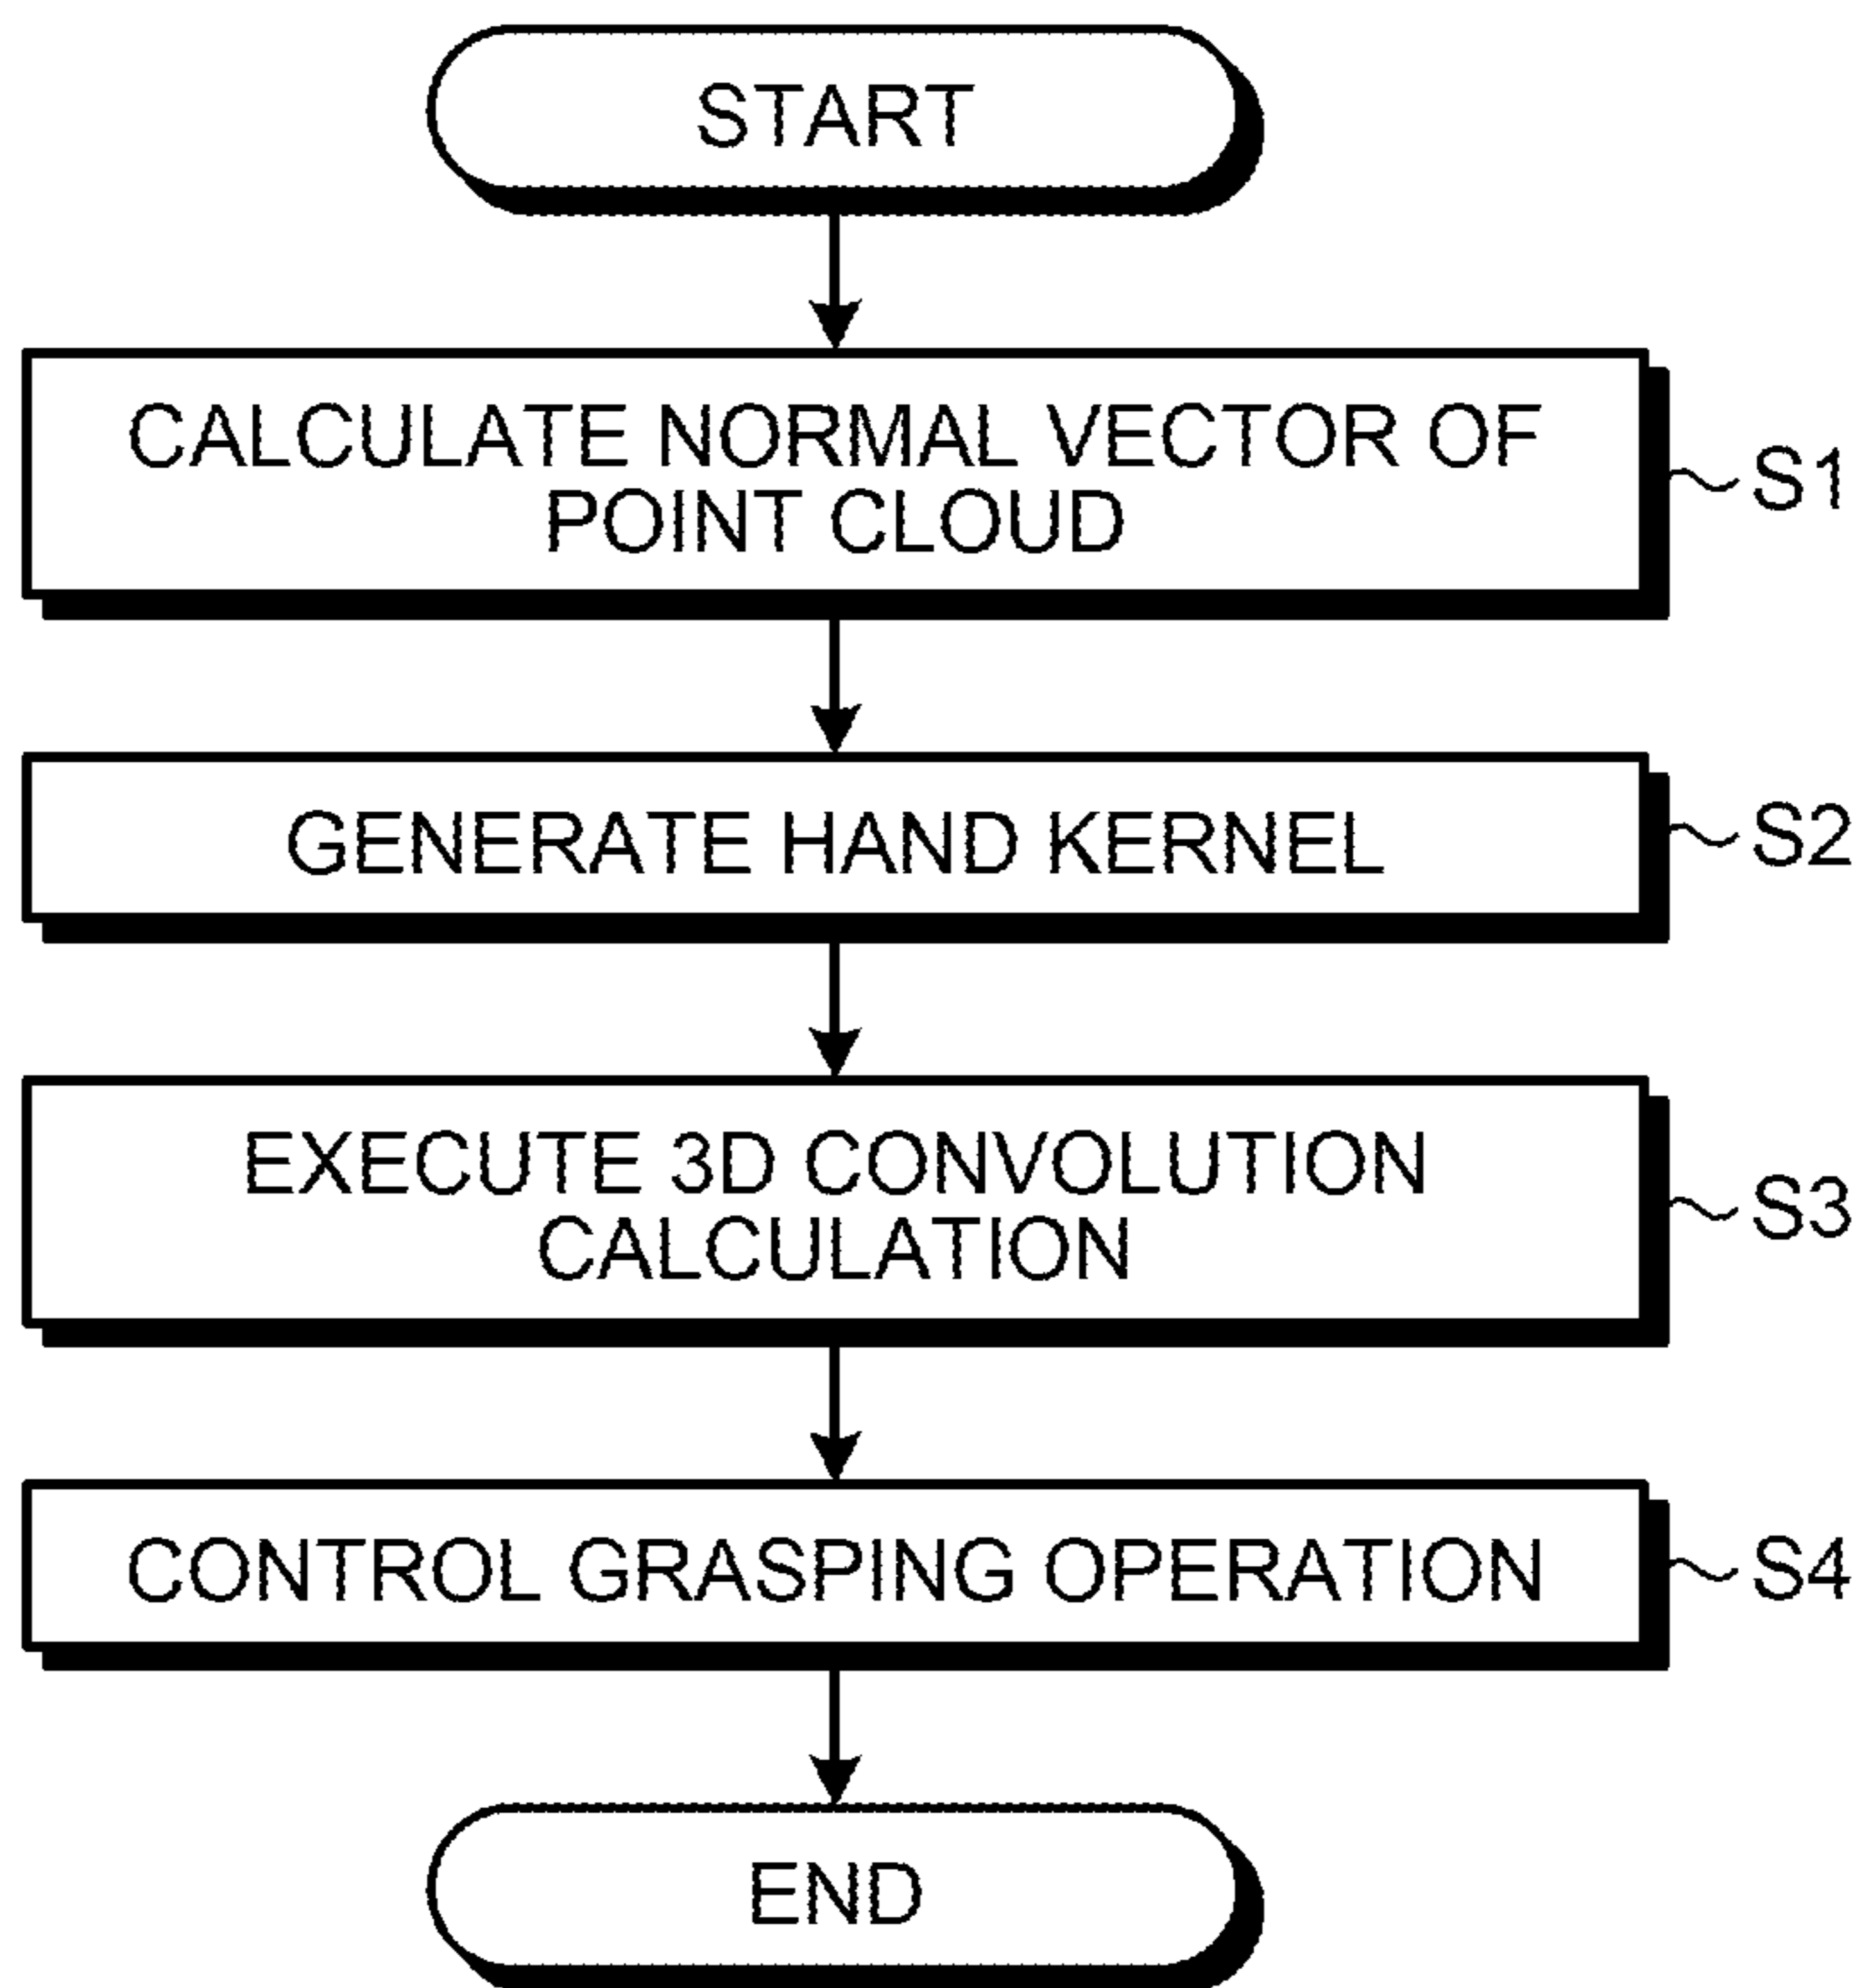 START
CALCULATE NORMAL VECTOR OF
POINT CLOUD
S1
GENERATE HAND KERNEL
S2
EXECUTE 3D CONVOLUTION
CALCULATION
S3
CONTROL GRASPING OPERATION
S4
END